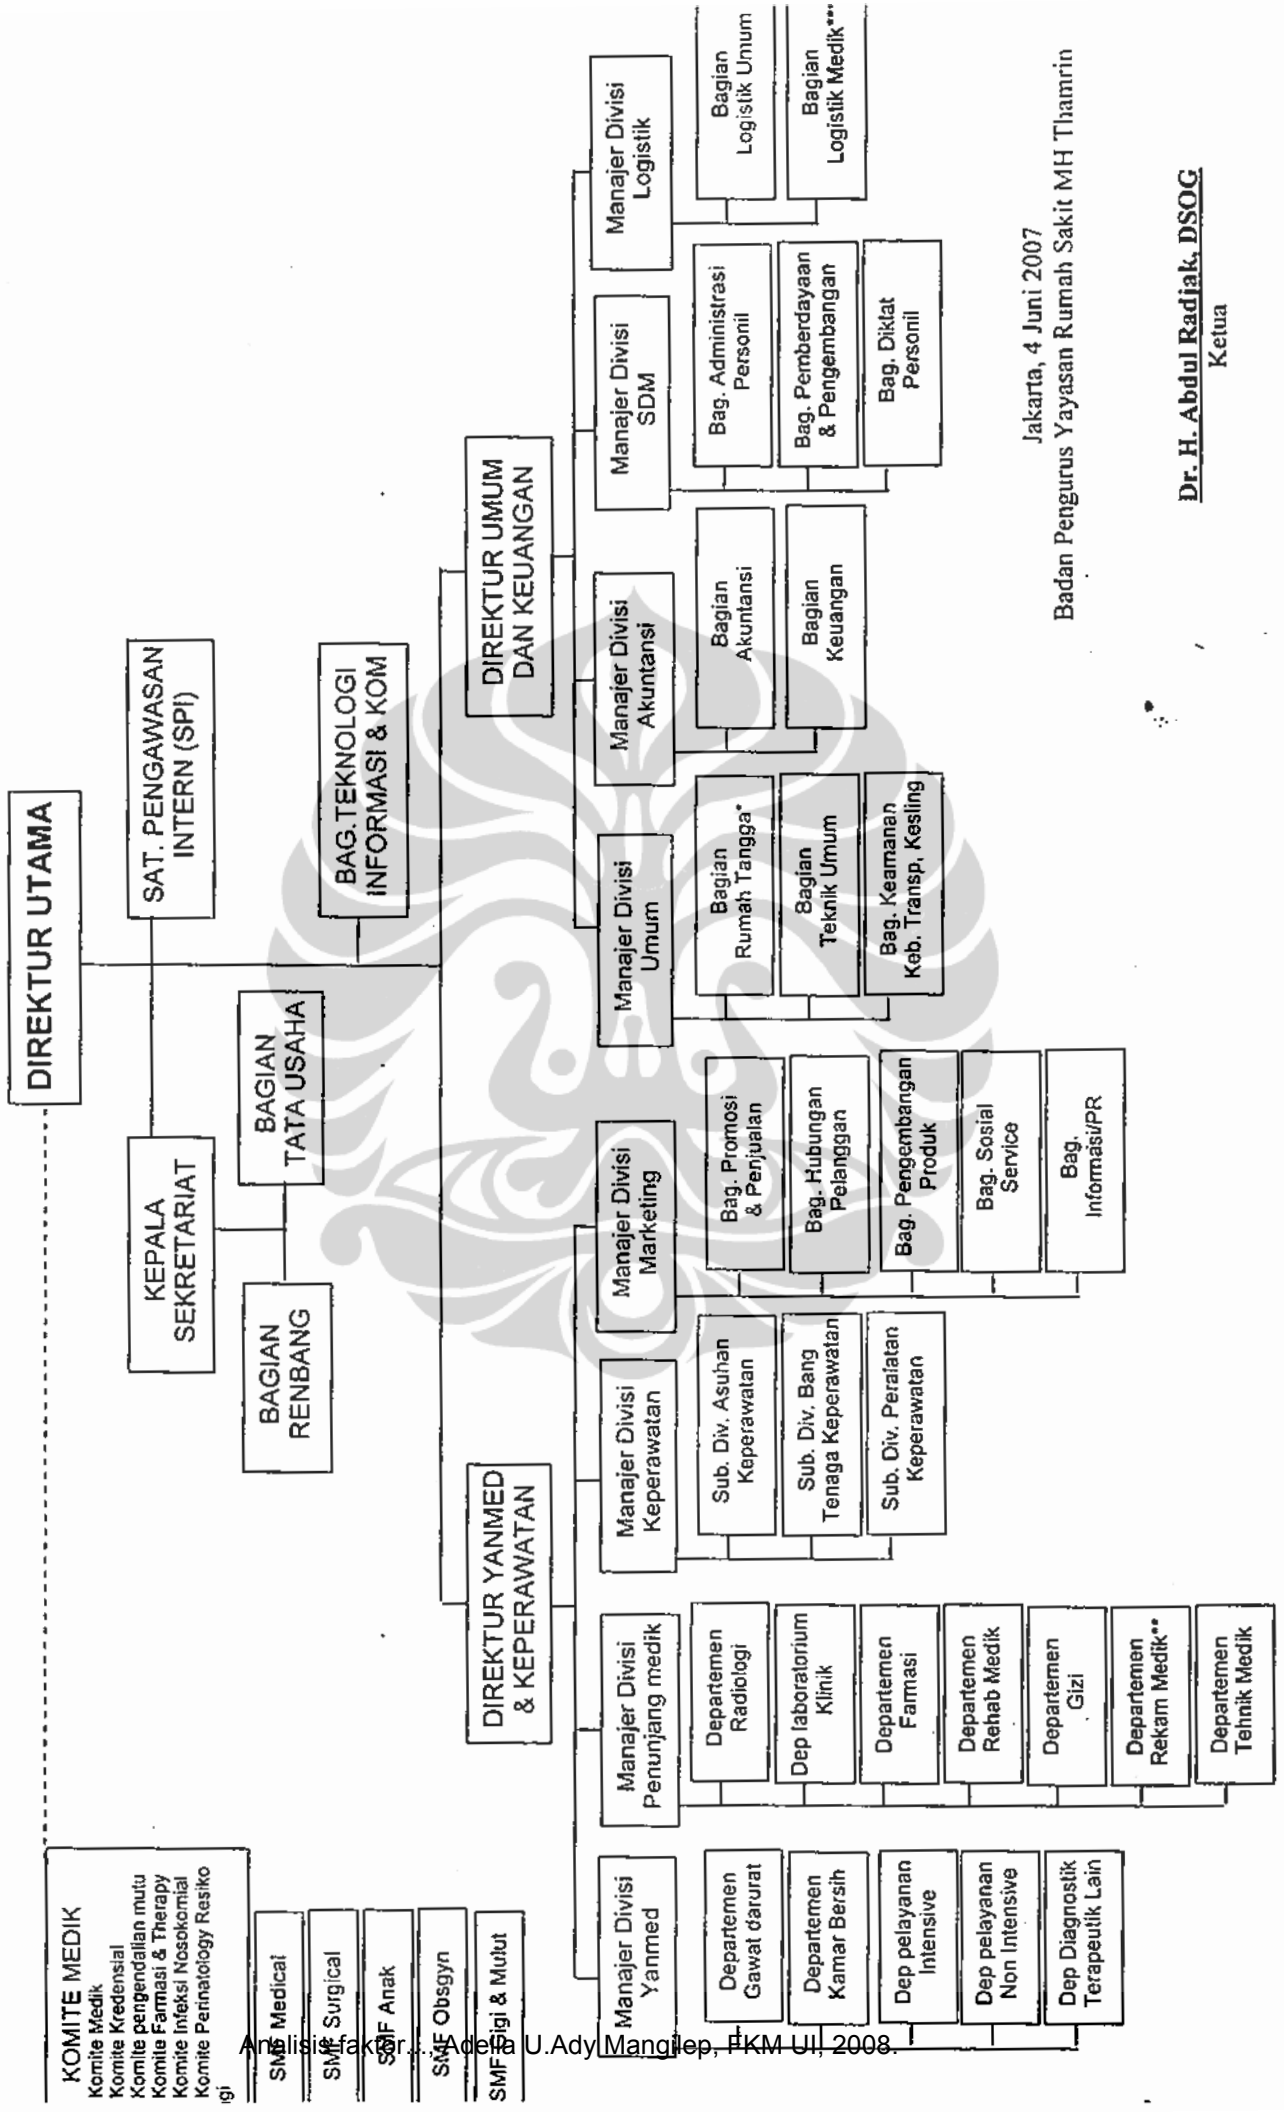 DIREKTUR UTAMA
KOMITE MEDIK
Komite Medik
Komite Kredensial
Komite pengendalian mutu
Komite Farmasi & Therapy
Komite Infeksi Nosokomial
Komite Perinatology Resiko
SMF Medical
SMF Surgical
SMF Anak
SMF Obsgyn
SMF Gigi & Mulut
KEPALA
SEKRETARIAT
SAT. PENGAWASAN
INTERN (SPI)
BAGIAN
RENBANG
BAGIAN
TATA USAHA
BAG.TEKNOLOGI
INFORMASI & KOM
DIREKTUR YANMED
& KEPERAWATAN
DIREKTUR UMUM
DAN KEUANGAN
Manajer Divisi
Yanmed
Departemen
Gawat darurat
Departemen
Kamar Bersih
Dep pelayanan
Intensive
Dep pelayanan
Non Intensive
Dep Diagnostik
Terapeutik Lain
Manajer Divisi
Penunjang medik
Departemen
Radiologi
Dep laboratorium
Klinik
Departemen
Farmasi
Departemen
Rehab Medik
Departemen
Gizi
Departemen
Rekam Medik**
Departemen
Tehnik Medik
Manajer Divisi
Keperawatan
Sub. Div. Asuhan
Keperawatan
Sub. Div. Bang
Tenaga Keperawatan
Sub. Div. Peralatan
Keperawatan
Manajer Divisi
Marketing
Bag. Promosi
& Penjualan
Bag. Hubungan
Pelanggan
Bag. Pengembangan
Produk
Bag. Sosial
Service
Bag.
Informasi/PR
Manajer Divisi
Umum
Bagian
Rumah Tangga*
Bagian
Teknik Umum
Bag. Keamanan
Keb. Transp, Kesling
Manajer Divisi
Akuntansi
Bagian
Akuntansi
Bagian
Keuangan
Manajer Divisi
SDM
Bag. Administrasi
Personil
Bag. Pemberdayaan
& Pengembangan
Bag. Diktat
Personil
Manajer Divisi
Logistik
Bagian
Logistik Umum
Bagian
Logistik Medik***
Jakarta, 4 Juni 2007
Badan Pengurus Yayasan Rumah Sakit MH Thamrin
Dr. H. Abdul Radjak, DSOG
Ketua
Analisis faktor..., Adella U.Ady Mangilep, FKM UI, 2008.